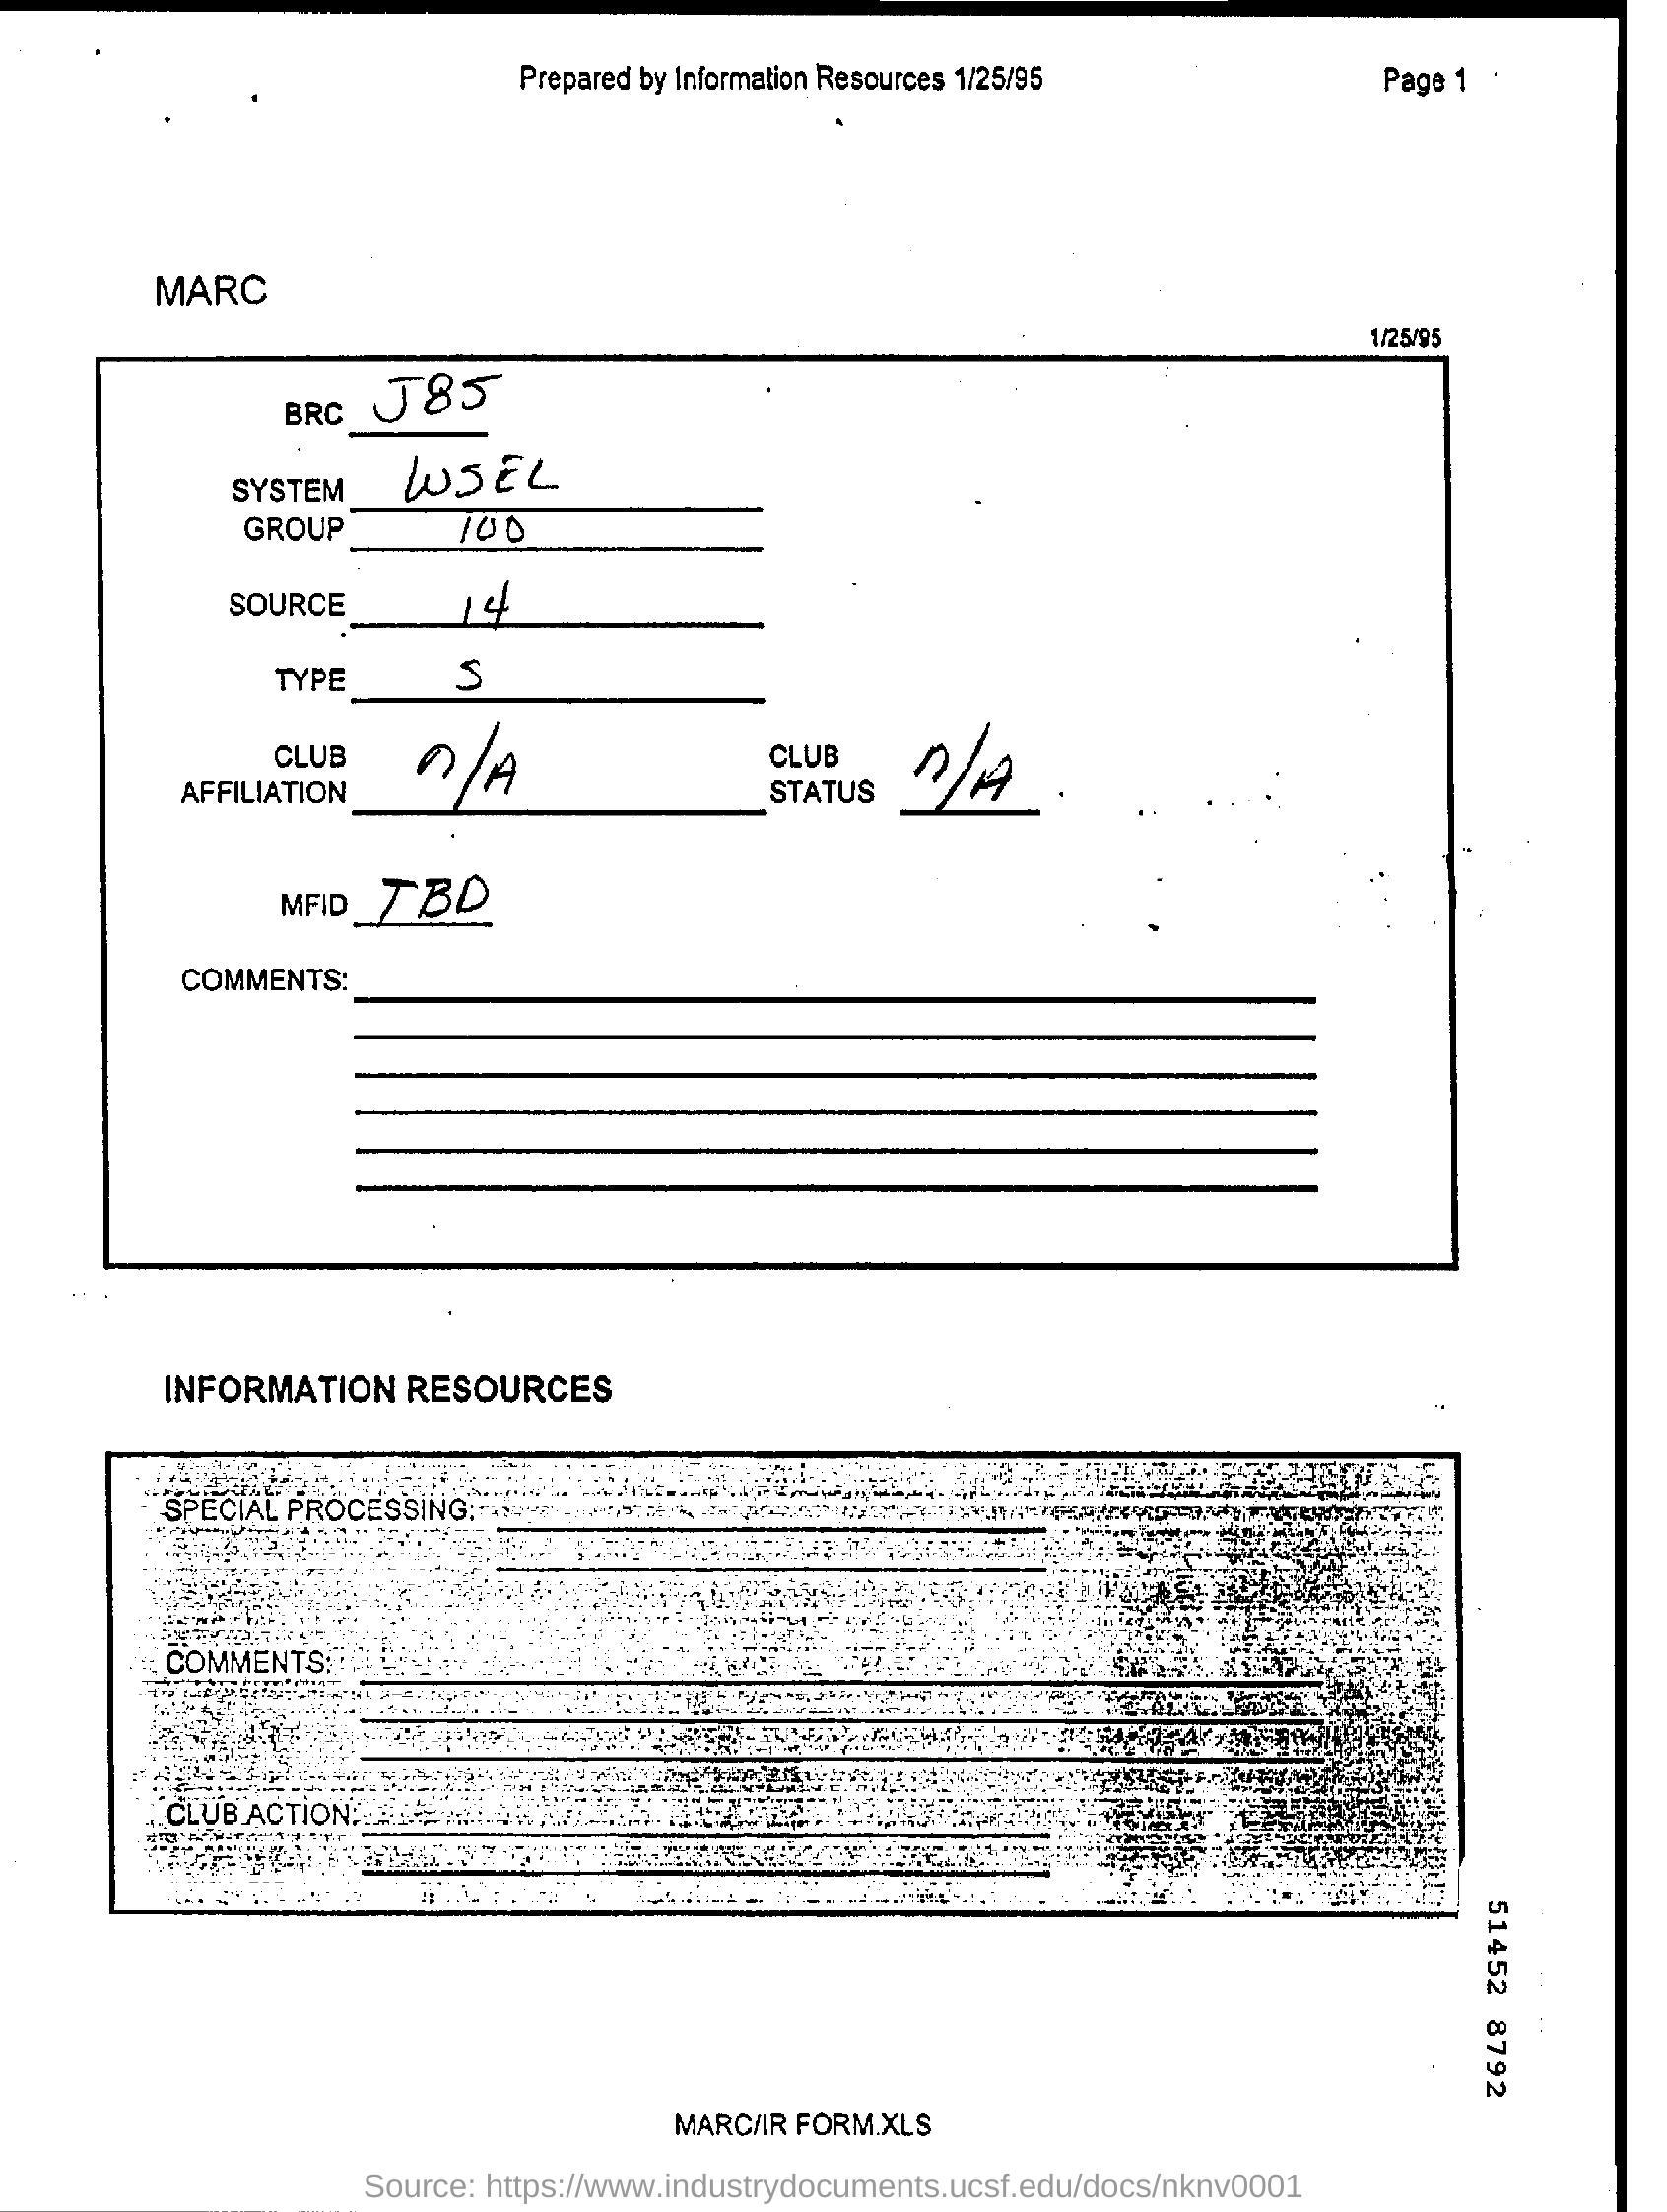 Prepared by Information Resources 1/25/95 Page 1
MARC
1/25/95
BRC J85
SYSTEM WSEL
GROUP 100
SOURCE 14
TYPE S
CLUB AFFILIATION n/A CLUB STATUS n/A
MFID TBD
COMMENTS:
INFORMATION RESOURCES
SPECIAL PROCESSING:
COMMENTS:
CLUB ACTION:
51452 8792
MARC/IR FORM.XLS
Source: https://www.industrydocuments.ucsf.edu/docs/nknv0001